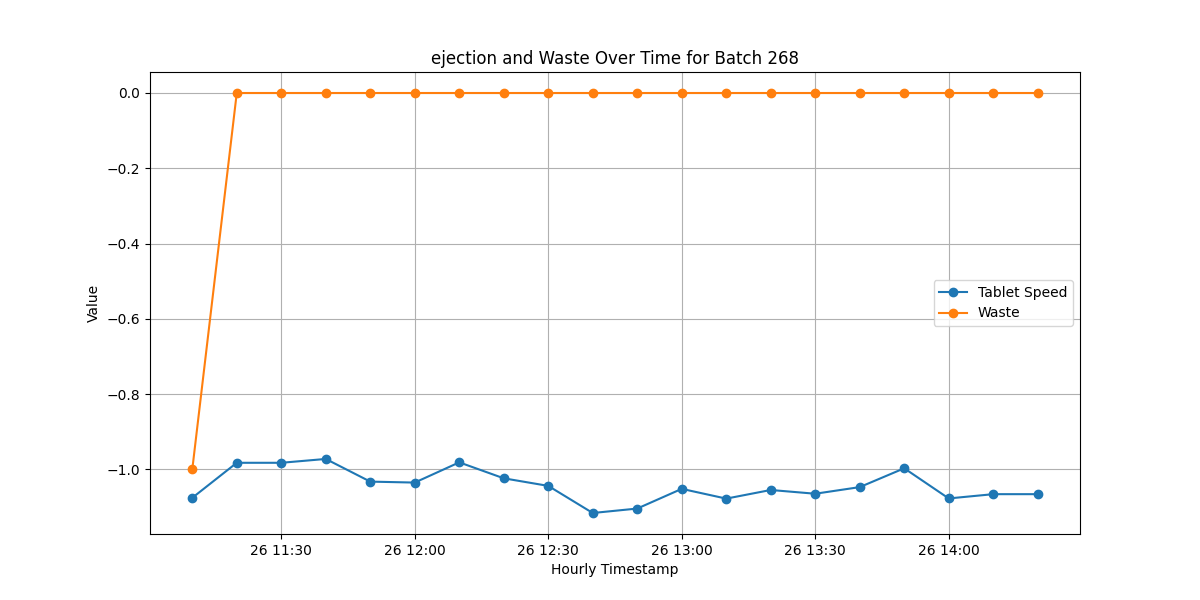 ejection and Waste Over Time for Batch 268
0.0
−0.2
−0.4
−0.6
−0.8
−1.0
Value
Tablet Speed
Waste
26 11:30
26 12:00
26 12:30
26 13:00
26 13:30
26 14:00
Hourly Timestamp